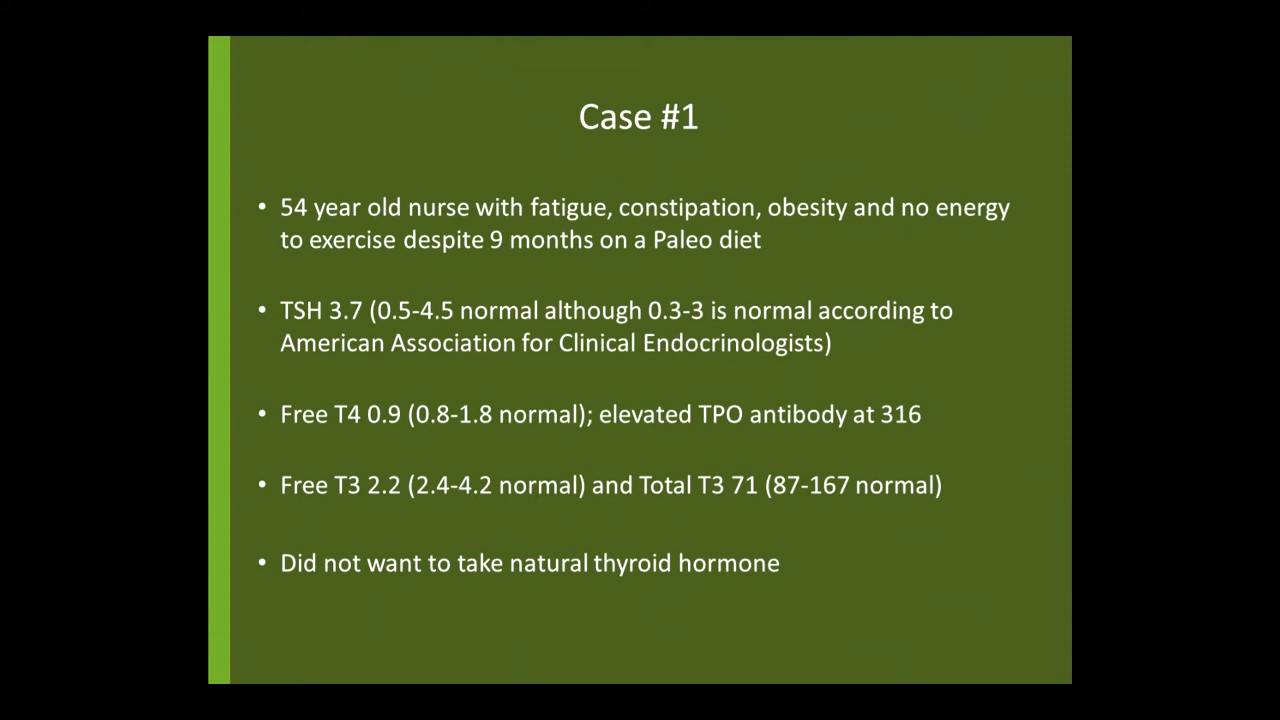 Case #1
• 54 year old nurse with fatigue, constipation, obesity and no energy
to exercise despite 9 months on a Paleo diet
• TSH 3.7 (0.5-4.5 normal although 0.3-3 is normal according to
American Association for Clinical Endocrinologists)
• Free T4 0.9 (0.8-1.8 normal); elevated TPO antibody at 316
• Free T3 2.2 (2.4-4.2 normal) and Total T3 71 (87-167 normal)
• Did not want to take natural thyroid hormone